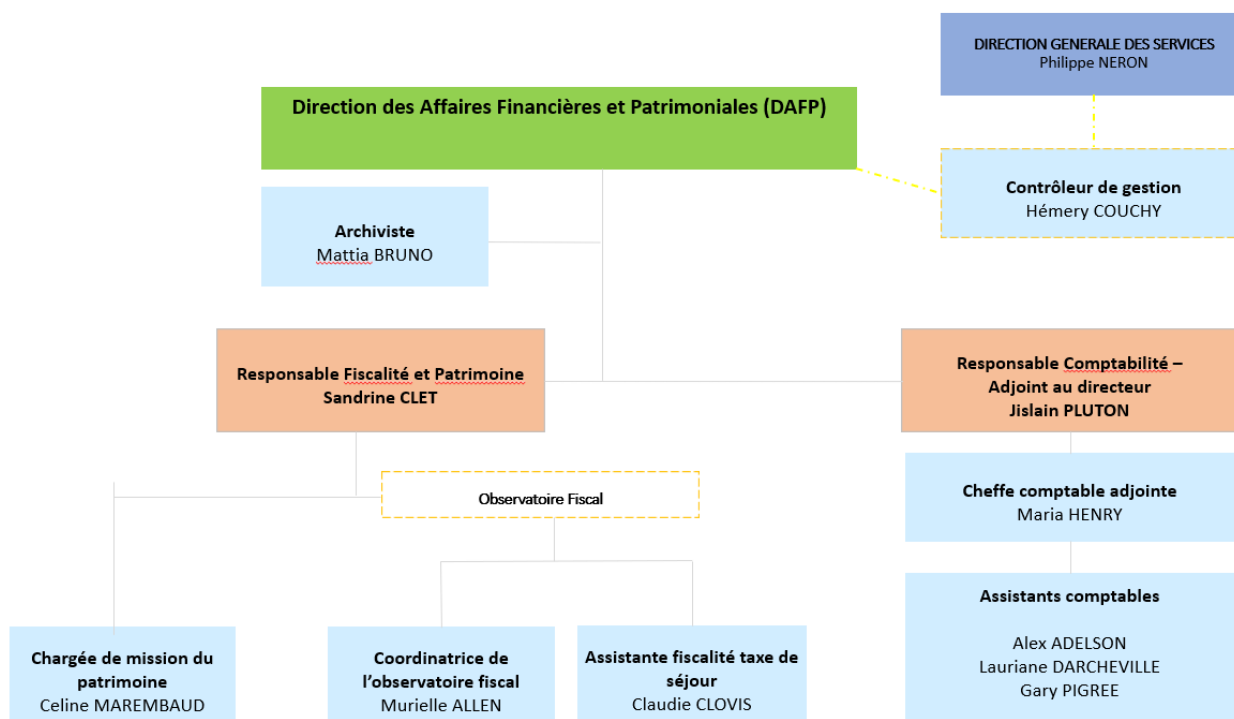 DIRECTION GENERALE DES SERVICES
Philippe NERON
Direction des Affaires Financières et Patrimoniales (DAFP)
Contrôleur de gestion
Hémery COUCHY
Archiviste
Mattia BRUNO
Responsable Fiscalité et Patrimoine
Sandrine CLET
Responsable Comptabilité –
Adjoint au directeur
Jislain PLUTON
Observatoire Fiscal
Cheffe comptable adjointe
Maria HENRY
Chargée de mission du
patrimoine
Celine MAREMBAUD
Coordinatrice de
l’observatoire fiscal
Murielle ALLEN
Assistante fiscalité taxe de
séjour
Claudie CLOVIS
Assistants comptables
Alex ADELSON
Lauriane DARCHEVILLE
Gary PIGREE